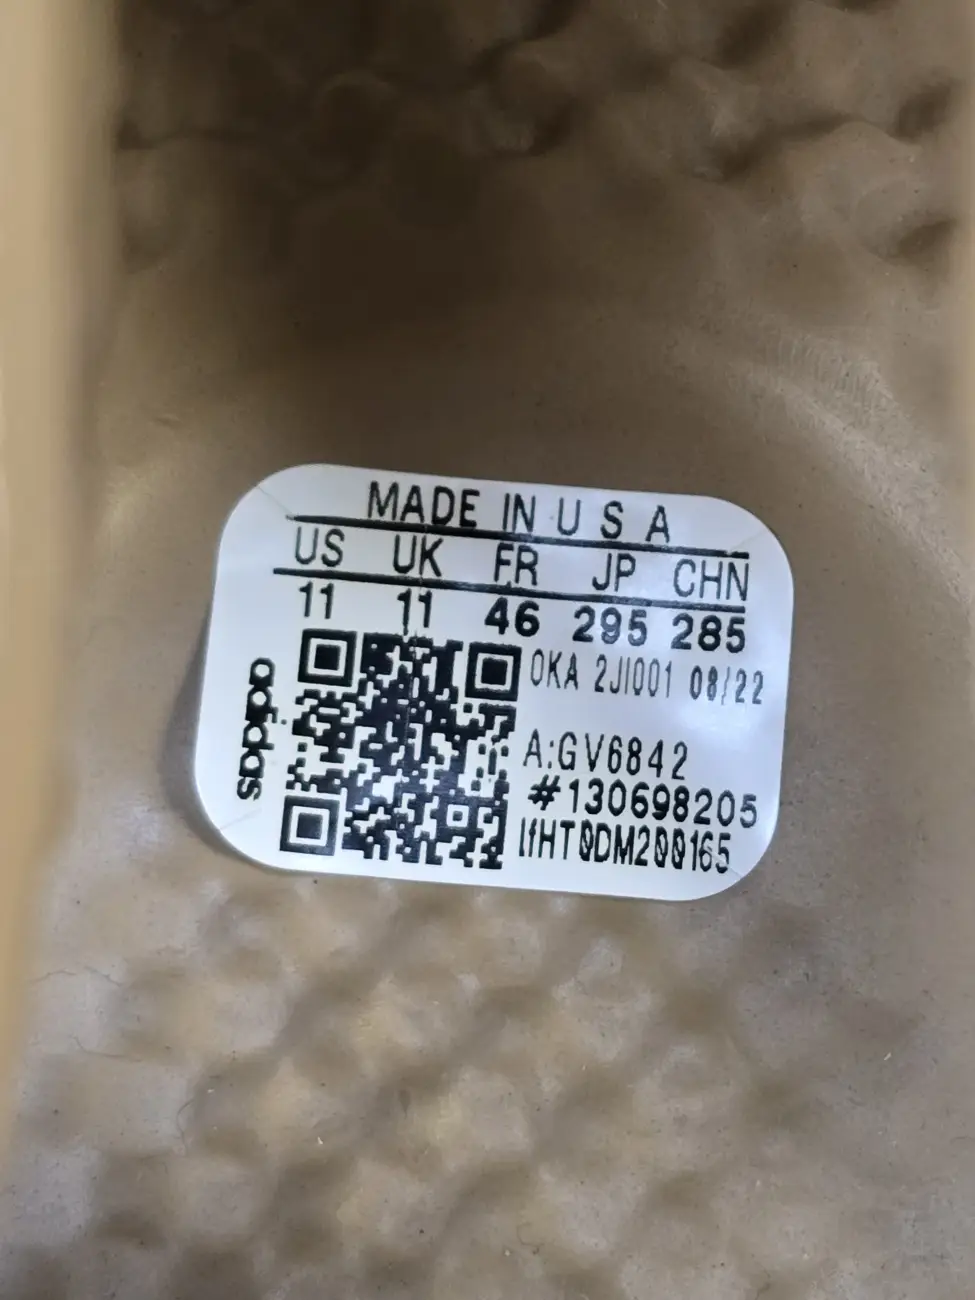 MADE IN U S A
US UK FR JP CHN
11 11 46 295 285
OKA 2JI001 08/22
A:GV6842
#130698205
lfHT0DM200165
adidas